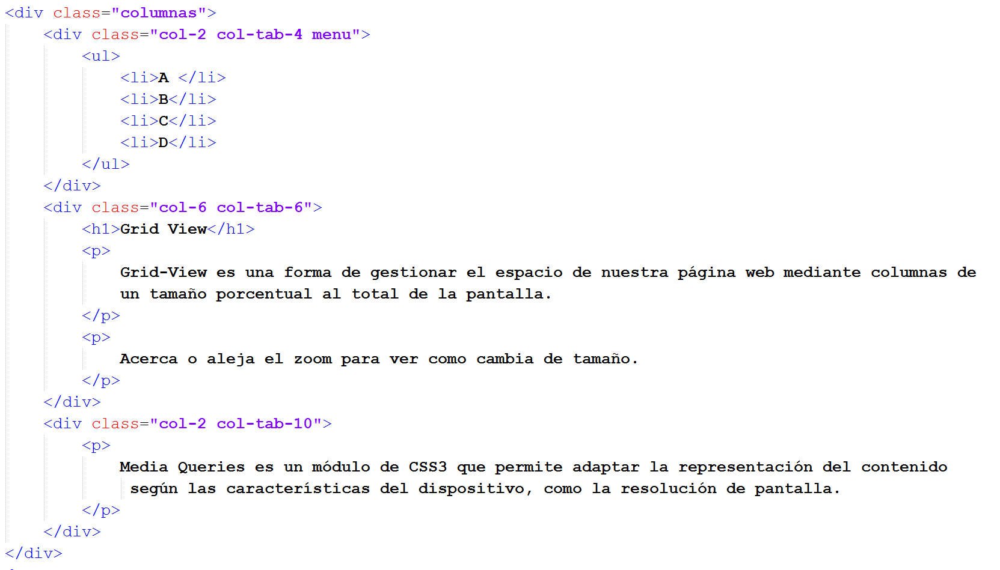 <div class="columnas">
    <div class="col-2 col-tab-4 menu">
        <ul>
            <li>A </li>
            <li>B</li>
            <li>C</li>
            <li>D</li>
        </ul>
    </div>
    <div class="col-6 col-tab-6">
        <h1>Grid View</h1>
        <p>
            Grid-View es una forma de gestionar el espacio de nuestra página web mediante columnas de
            un tamaño porcentual al total de la pantalla.
        </p>
        <p>
            Acerca o aleja el zoom para ver como cambia de tamaño.
        </p>
    </div>
    <div class="col-2 col-tab-10">
        <p>
            Media Queries es un módulo de CSS3 que permite adaptar la representación del contenido
             según las características del dispositivo, como la resolución de pantalla.
        </p>
    </div>
</div>